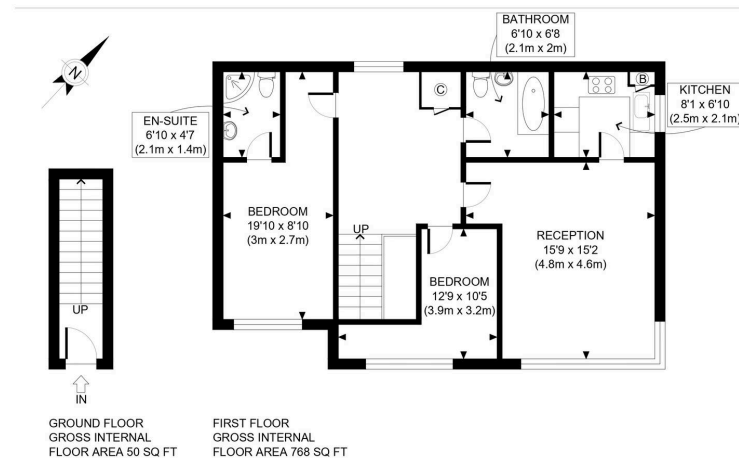 N
BATHROOM
6'10 x 6'8
(2.1m x 2m)
EN-SUITE
6'10 x 4'7
(2.1m x 1.4m)
C
B
KITCHEN
8'1 x 6'10
(2.5m x 2.1m)
BEDROOM
19'10 x 8'10
(3m x 2.7m)
UP
RECEPTION
15'9 x 15'2
(4.8m x 4.6m)
BEDROOM
12'9 x 10'5
(3.9m x 3.2m)
UP
IN
GROUND FLOOR
GROSS INTERNAL
FLOOR AREA 50 SQ FT
FIRST FLOOR
GROSS INTERNAL
FLOOR AREA 768 SQ FT